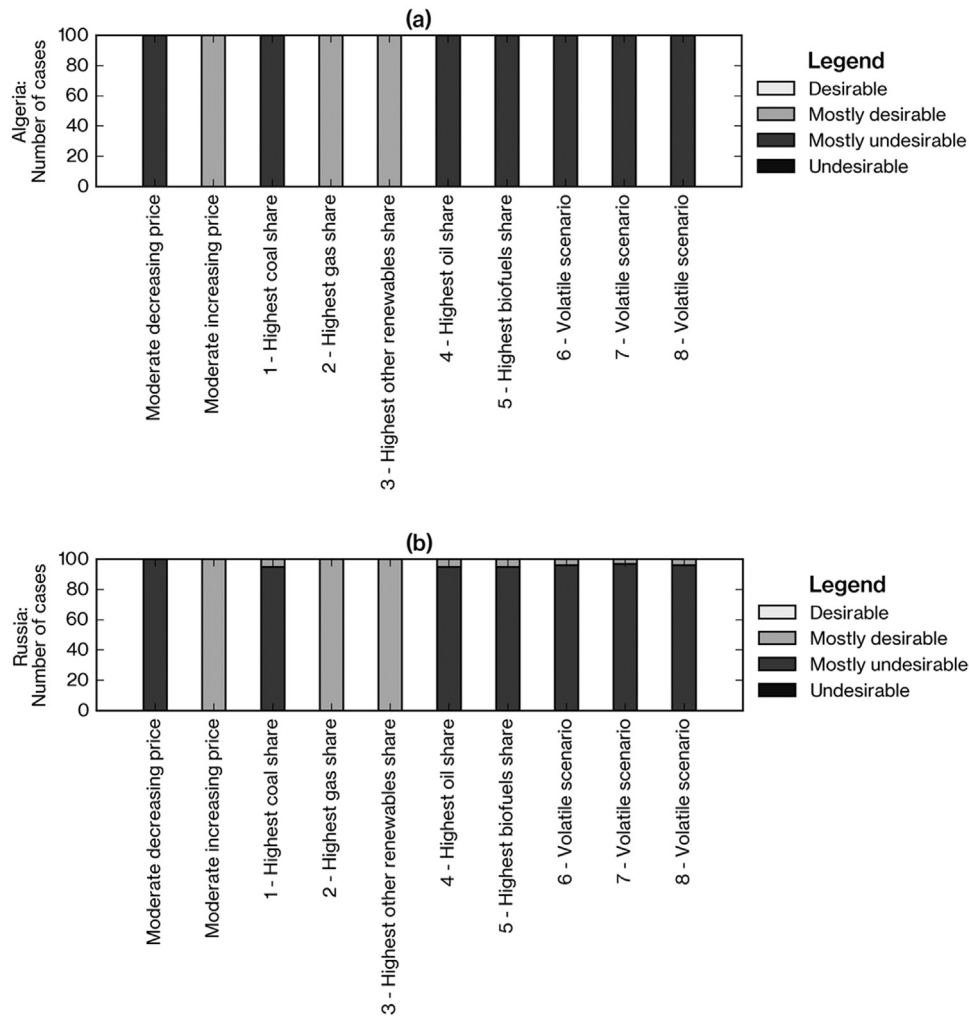 (a)
Algeria:
Number of cases
100
80
60
40
20
0
Moderate decreasing price
Moderate increasing price
1 - Highest coal share
2 - Highest gas share
3 - Highest other renewables share
4 - Highest oil share
5 - Highest biofuels share
6 - Volatile scenario
7 - Volatile scenario
8 - Volatile scenario
Legend
Desirable
Mostly desirable
Mostly undesirable
Undesirable
(b)
Russia:
Number of cases
100
80
60
40
20
0
Moderate decreasing price
Moderate increasing price
1 - Highest coal share
2 - Highest gas share
3 - Highest other renewables share
4 - Highest oil share
5 - Highest biofuels share
6 - Volatile scenario
7 - Volatile scenario
8 - Volatile scenario
Legend
Desirable
Mostly desirable
Mostly undesirable
Undesirable